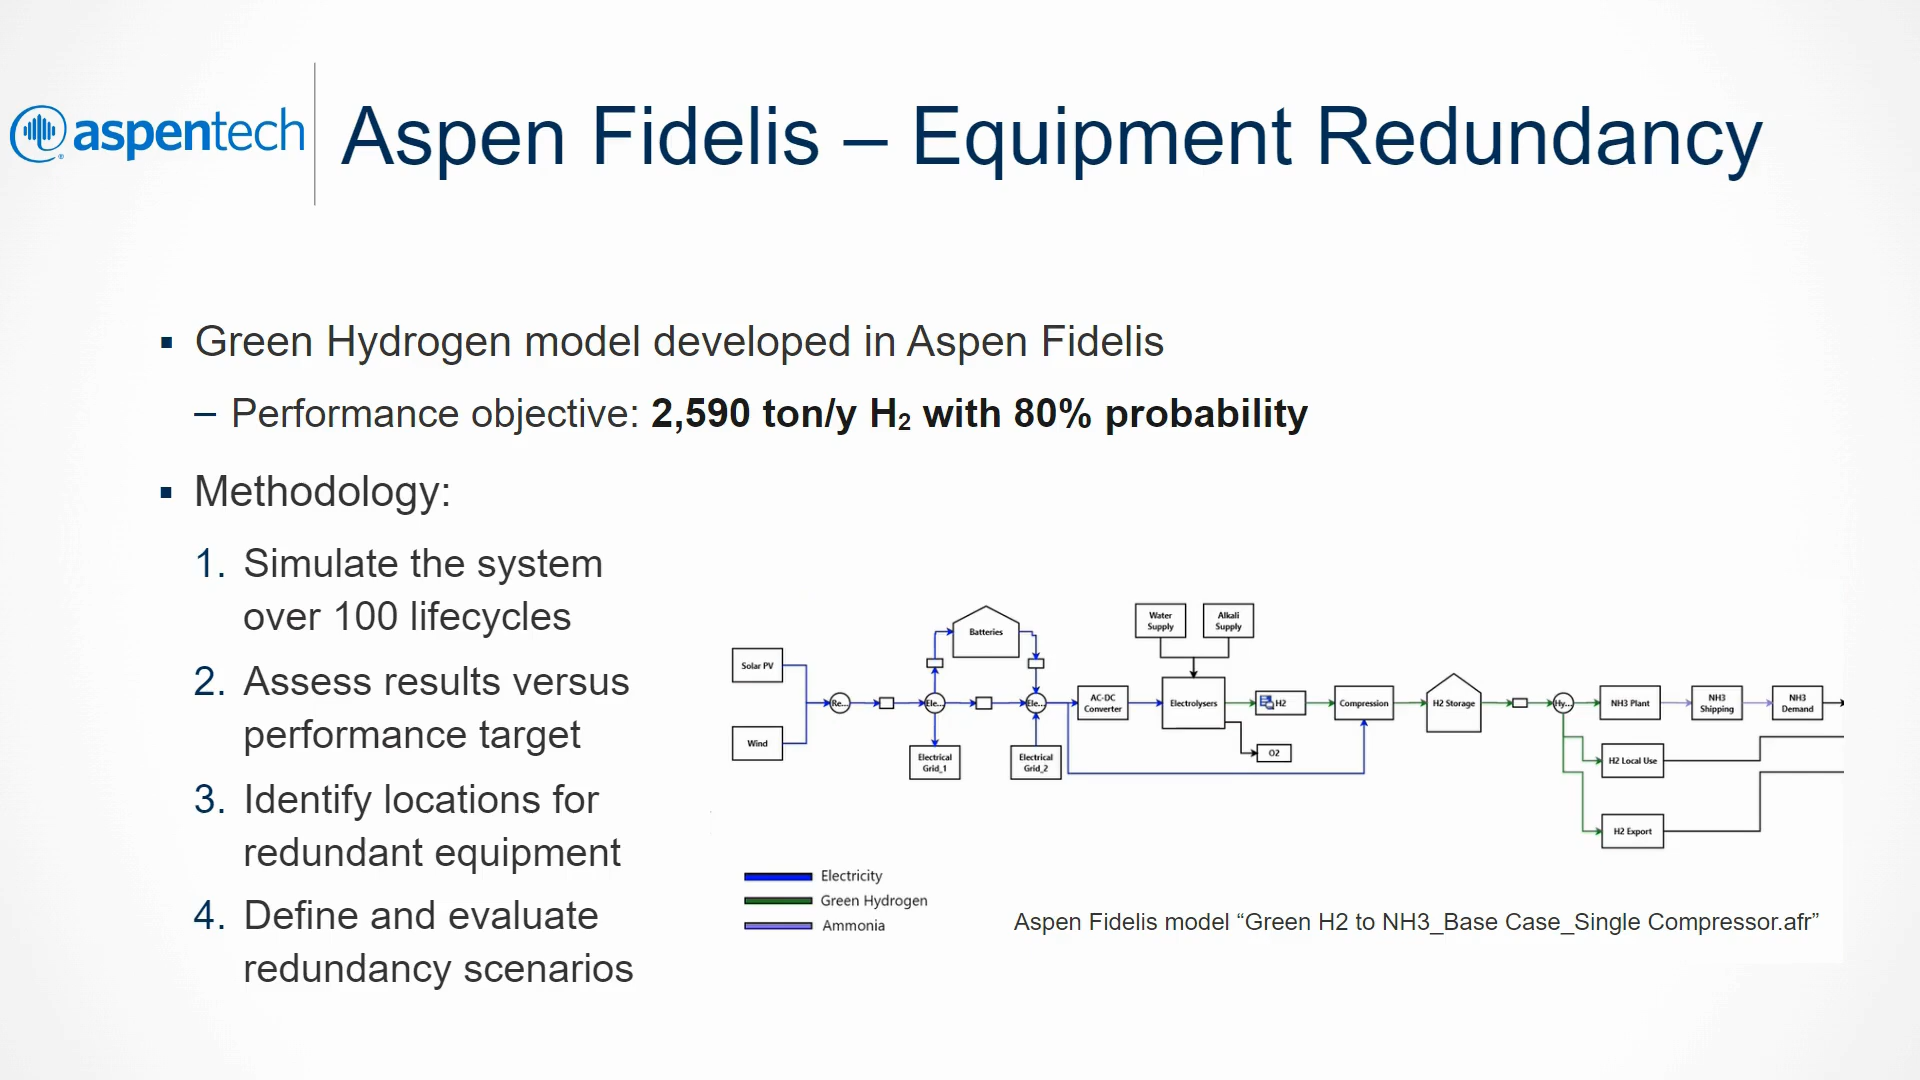 aspentech
Aspen Fidelis – Equipment Redundancy
▪ Green Hydrogen model developed in Aspen Fidelis
– Performance objective: 2,590 ton/y H₂ with 80% probability
▪ Methodology:
1. Simulate the system
over 100 lifecycles
2. Assess results versus
performance target
3. Identify locations for
redundant equipment
4. Define and evaluate
redundancy scenarios
Solar PV
Wind
Re...
Batteries
Ele...
Electrical
Grid_1
Ele...
Electrical
Grid_2
AC-DC
Converter
Water
Supply
Alkali
Supply
Electrolysers
H2
O2
Compression
H2 Storage
Hy...
NH3 Plant
NH3
Shipping
NH3
Demand
H2 Local Use
H2 Export
Electricity
Green Hydrogen
Ammonia
Aspen Fidelis model “Green H2 to NH3_Base Case_Single Compressor.afr”